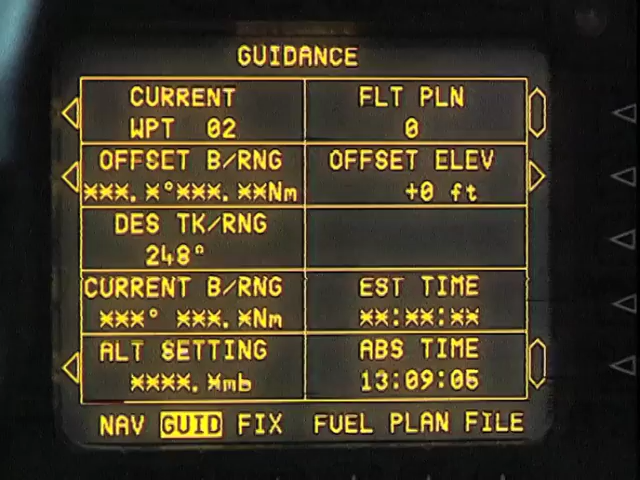 GUIDANCE
CURRENT FLT PLN
WPT 02 0
OFFSET B/RNG OFFSET ELEV
***.*°***.**Nm +0 ft
DES TK/RNG
248°
CURRENT B/RNG EST TIME
***° ***.*Nm **:**:**
ALT SETTING ABS TIME
****.*mb 13:09:05
NAV GUID FIX FUEL PLAN FILE